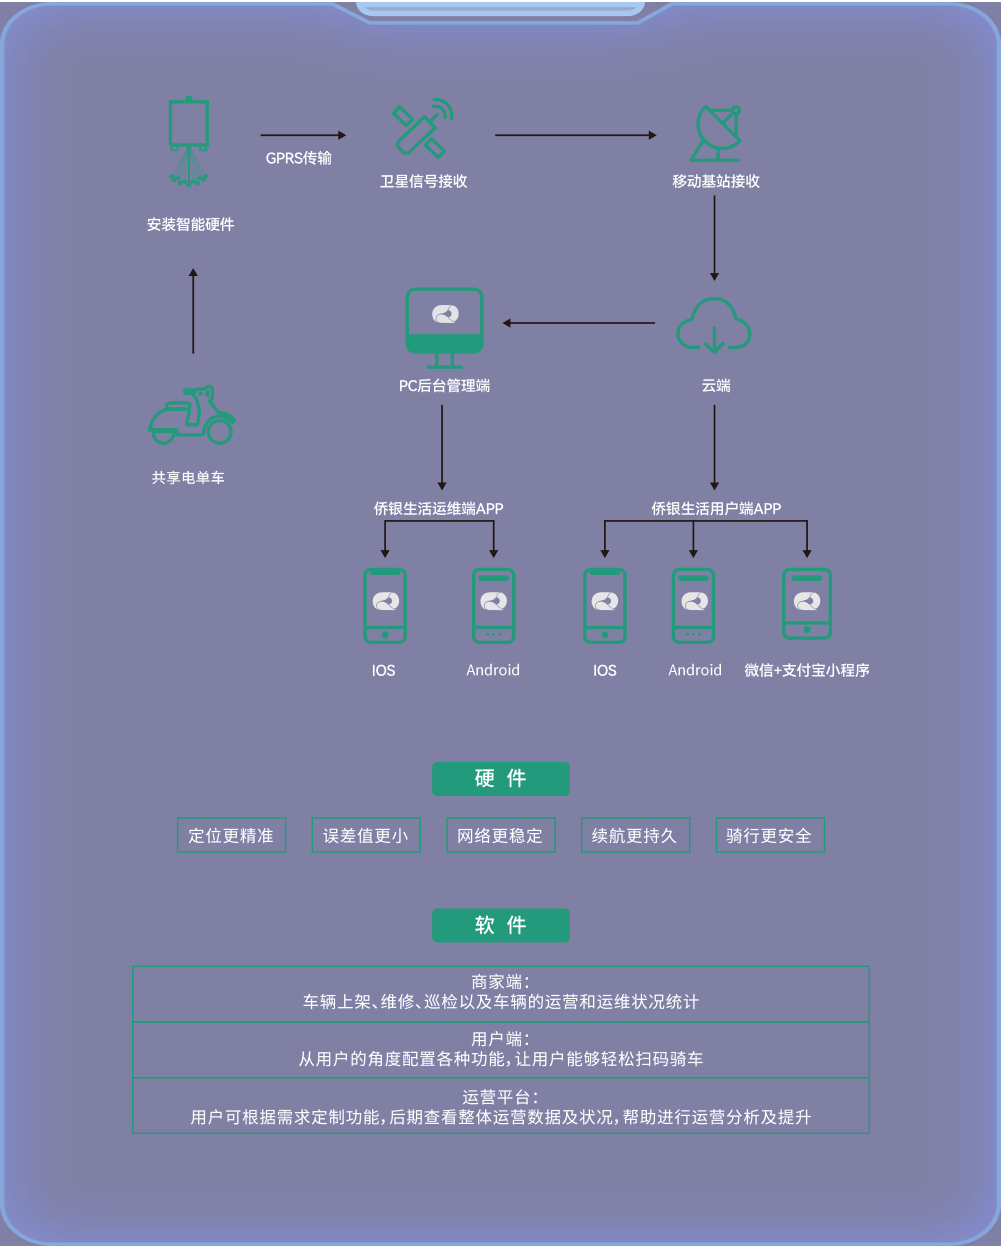 GPRS传输
卫星信号接收
移动基站接收
安装智能硬件
PC后台管理端
云端
共享电单车
侨银生活运维端APP
侨银生活用户端APP
IOS
Android
IOS
Android
微信+支付宝小程序
硬 件
定位更精准
误差值更小
网络更稳定
续航更持久
骑行更安全
软 件
商家端：
车辆上架、维修、巡检以及车辆的运营和运维状况统计
用户端：
从用户的角度配置各种功能，让用户能够轻松扫码骑车
运营平台：
用户可根据需求定制功能，后期查看整体运营数据及状况，帮助进行运营分析及提升